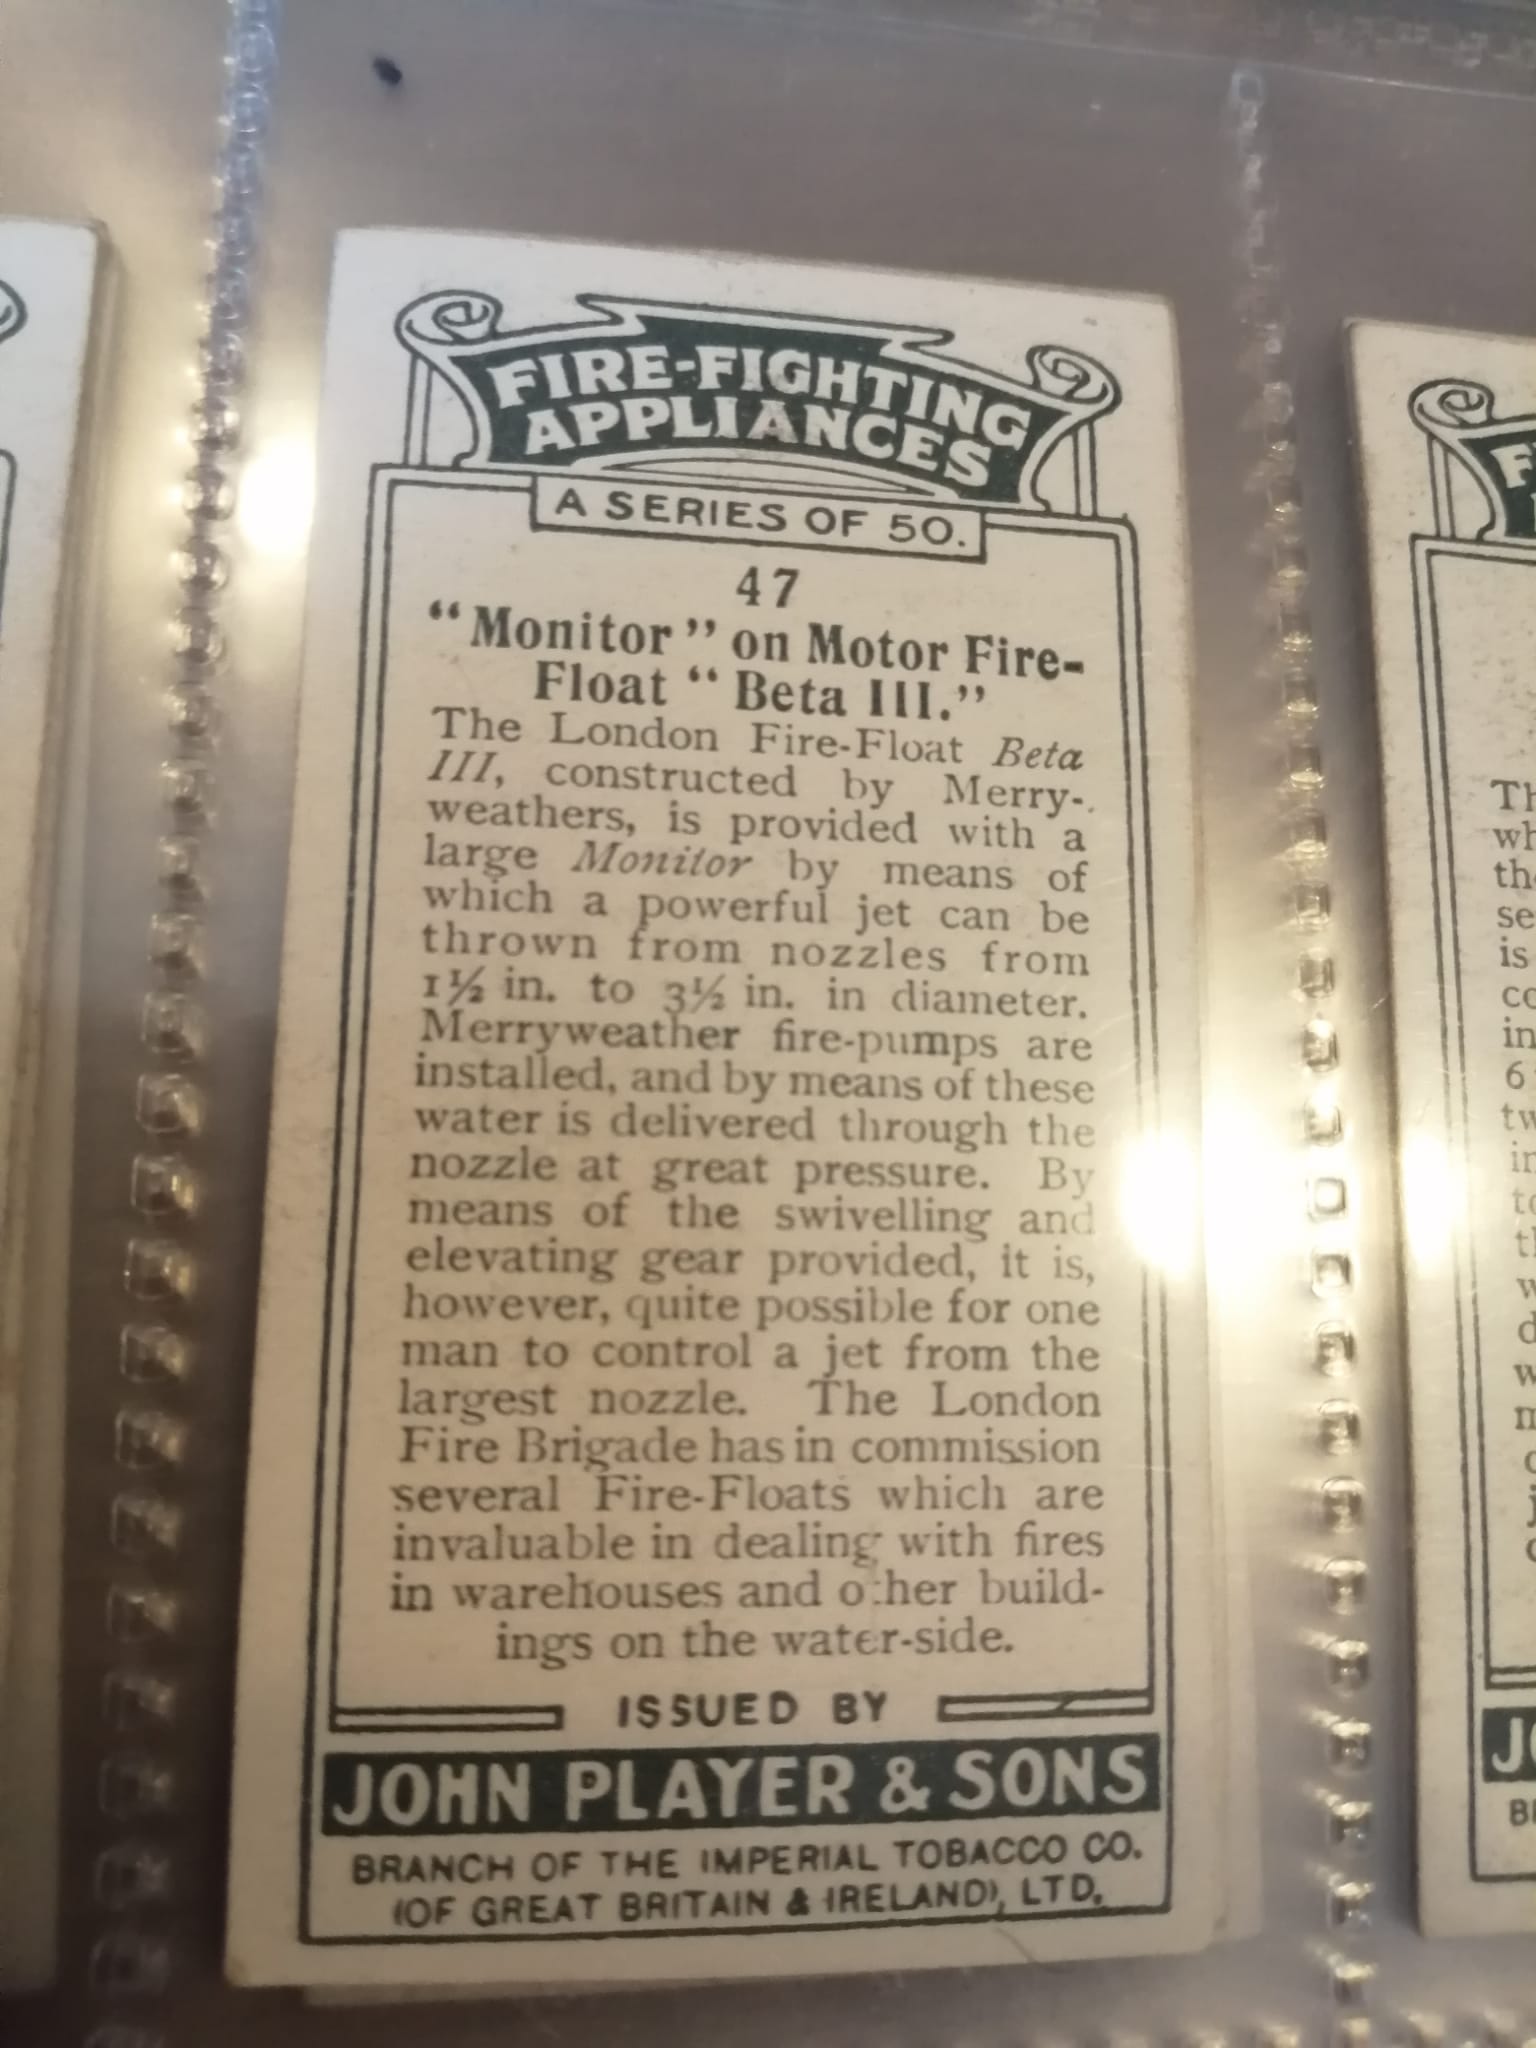 FIRE-FIGHTING
APPLIANCES
A SERIES OF 50.
47
“Monitor” on Motor Fire-
Float “Beta III.”
The London Fire-Float Beta
III, constructed by Merry-
weathers, is provided with a
large Monitor by means of
which a powerful jet can be
thrown from nozzles from
1½ in. to 3½ in. in diameter.
Merryweather fire-pumps are
installed, and by means of these
water is delivered through the
nozzle at great pressure. By
means of the swivelling and
elevating gear provided, it is,
however, quite possible for one
man to control a jet from the
largest nozzle. The London
Fire Brigade has in commission
several Fire-Floats which are
invaluable in dealing with fires
in warehouses and other build-
ings on the water-side.
ISSUED BY
JOHN PLAYER & SONS
BRANCH OF THE IMPERIAL TOBACCO CO.
(OF GREAT BRITAIN & IRELAND), LTD.